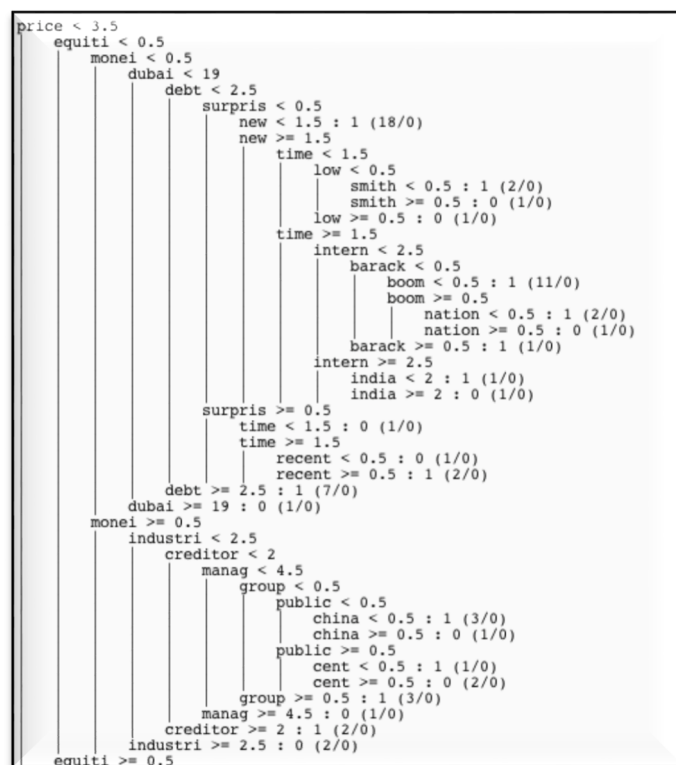 price < 3.5
equiti < 0.5
monei < 0.5
dubai < 19
debt < 2.5
surpris < 0.5
new < 1.5 : 1 (18/0)
new >= 1.5
time < 1.5
low < 0.5
smith < 0.5 : 1 (2/0)
smith >= 0.5 : 0 (1/0)
low >= 0.5 : 0 (1/0)
time >= 1.5
intern < 2.5
barack < 0.5
boom < 0.5 : 1 (11/0)
boom >= 0.5
nation < 0.5 : 1 (2/0)
nation >= 0.5 : 0 (1/0)
barack >= 0.5 : 1 (1/0)
intern >= 2.5
india < 2 : 1 (1/0)
india >= 2 : 0 (1/0)
surpris >= 0.5
time < 1.5 : 0 (1/0)
time >= 1.5
recent < 0.5 : 0 (1/0)
recent >= 0.5 : 1 (2/0)
debt >= 2.5 : 1 (7/0)
dubai >= 19 : 0 (1/0)
monei >= 0.5
industri < 2.5
creditor < 2
manag < 4.5
group < 0.5
public < 0.5
china < 0.5 : 1 (3/0)
china >= 0.5 : 0 (1/0)
public >= 0.5
cent < 0.5 : 1 (1/0)
cent >= 0.5 : 0 (2/0)
group >= 0.5 : 1 (3/0)
manag >= 4.5 : 0 (1/0)
creditor >= 2 : 1 (2/0)
industri >= 2.5 : 0 (2/0)
equiti >= 0.5